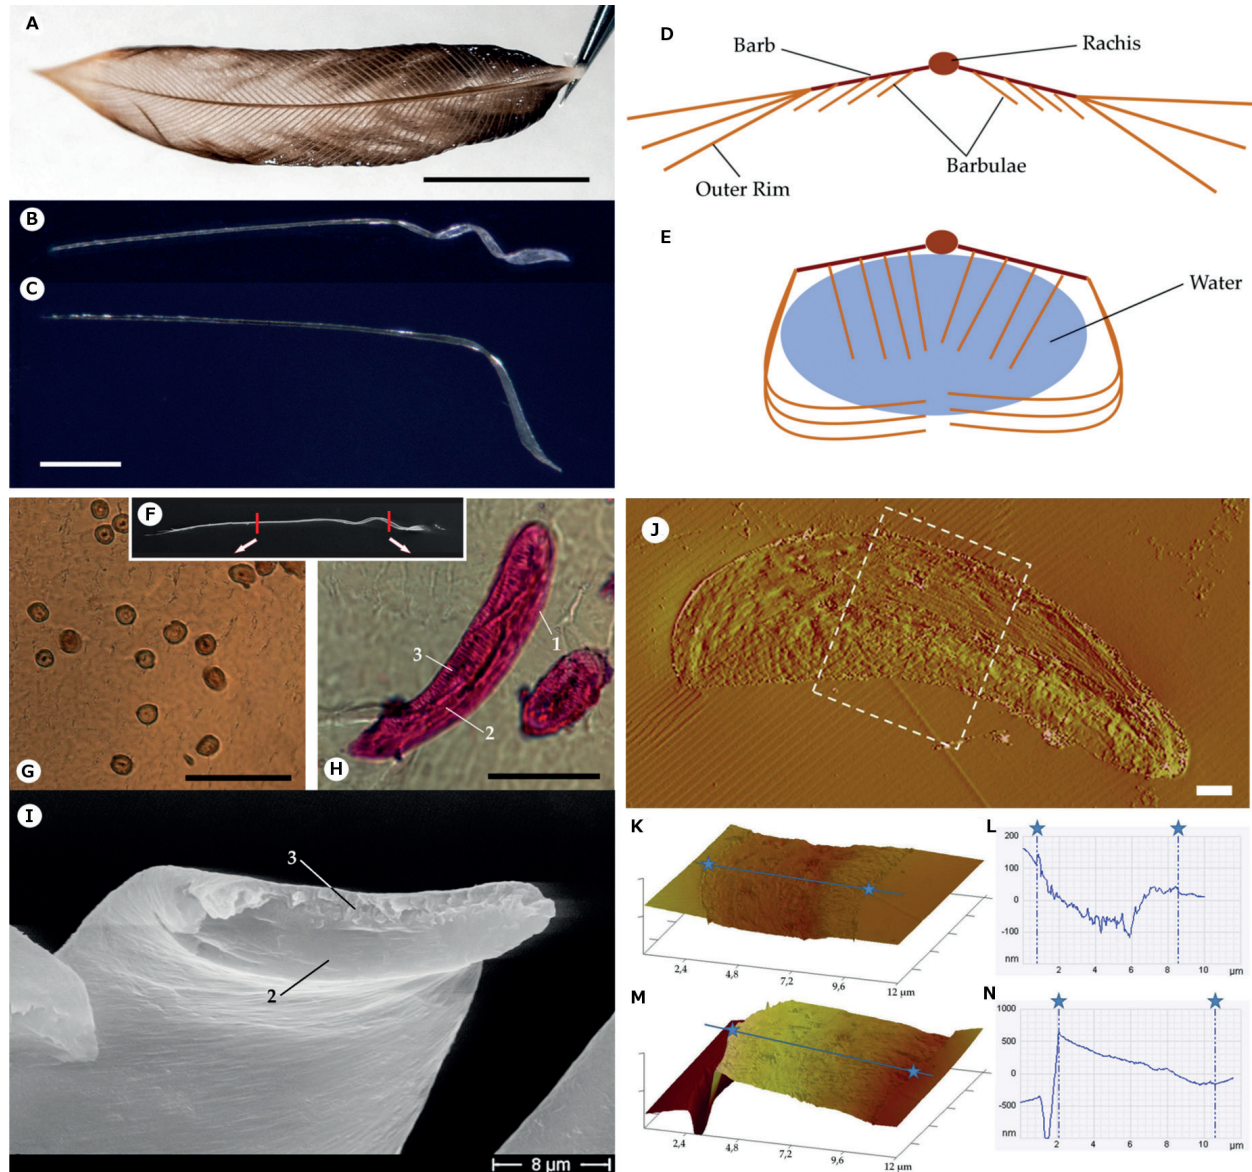 A
B
C
D
Barb
Rachis
Barbulae
Outer Rim
E
Water
F
G
H
1
3
2
I
3
2
8 µm
J
K
2,4
4,8
7,2
9,6
12 µm
L
200
100
0
-100
nm
2
4
6
8
10
µm
M
2,4
4,8
7,2
9,6
12 µm
N
1000
500
0
-500
nm
2
4
6
8
10
µm